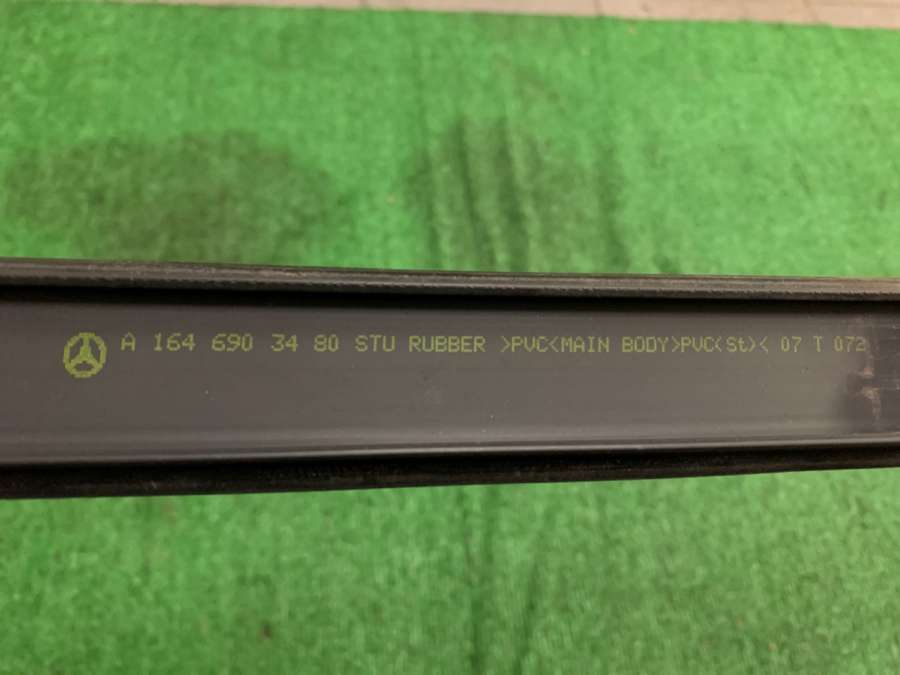 A 164 690 34 80 STU RUBBER >PVC<MAIN BODY>PVC(St)< 07 T 072